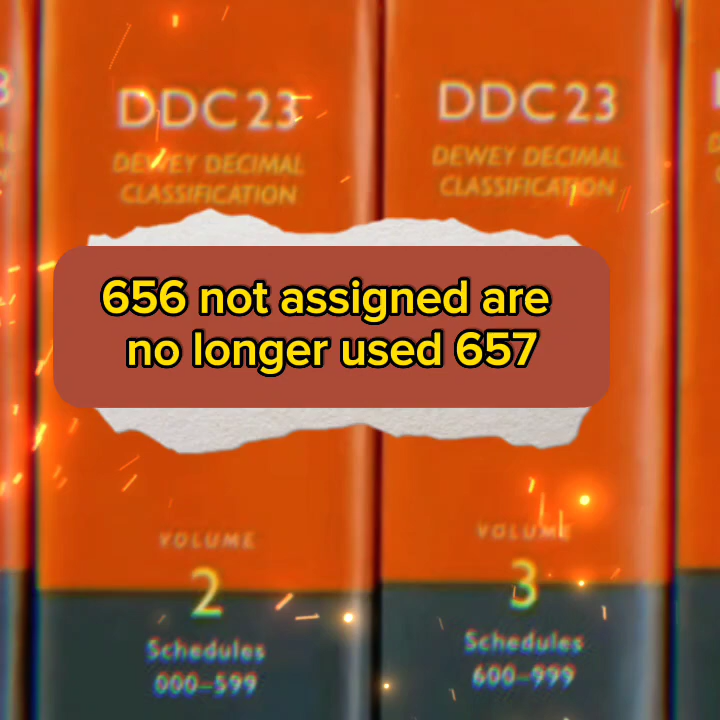 DDC 23
DEWEY DECIMAL
CLASSIFICATION
DDC 23
DEWEY DECIMAL
CLASSIFICATION
656 not assigned are
no longer used 657
VOLUME
2
Schedules
000–599
VOLUME
3
Schedules
600–999